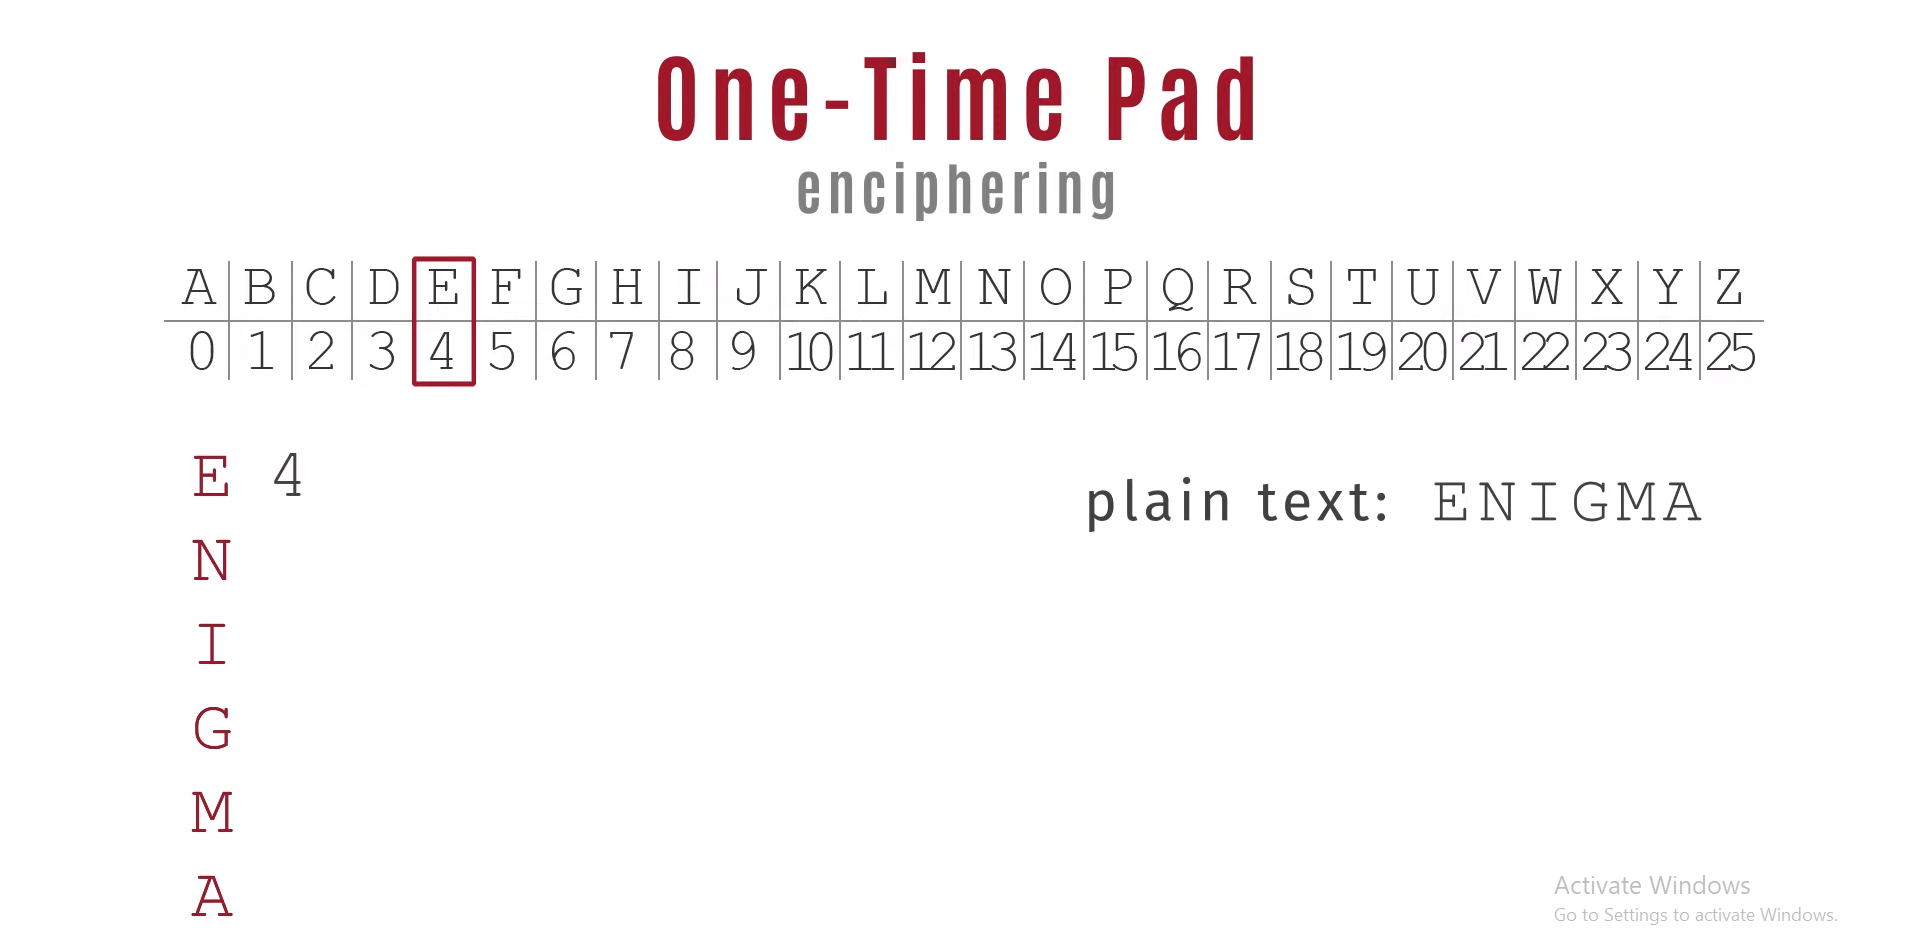 One-Time Pad
enciphering
A B C D E F G H I J K L M N O P Q R S T U V W X Y Z
0 1 2 3 4 5 6 7 8 9 10 11 12 13 14 15 16 17 18 19 20 21 22 23 24 25
E 4
plain text: ENIGMA
N
I
G
M
A
Activate Windows
Go to Settings to activate Windows.